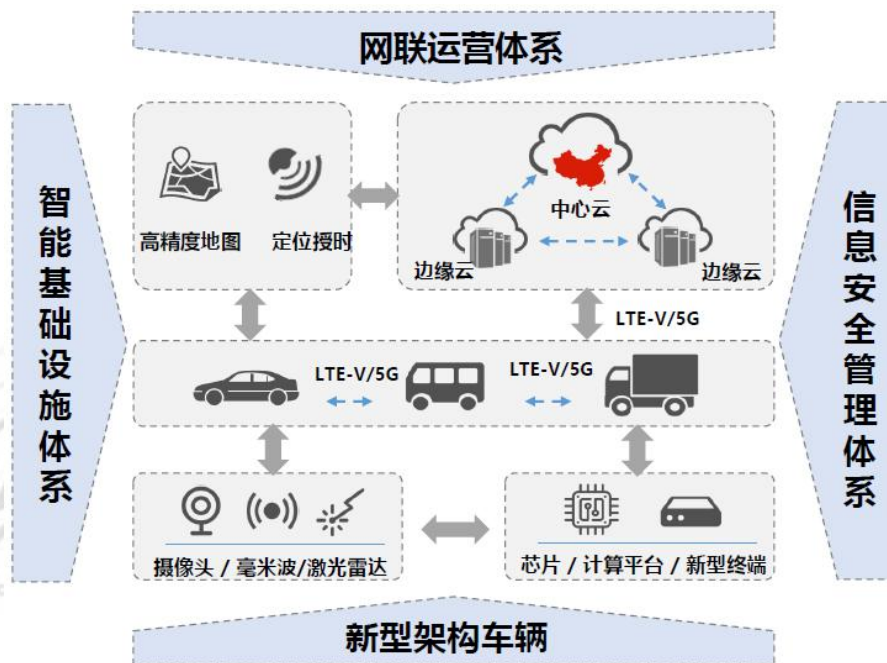 网联运营体系
智能基础设施体系
信息安全管理体系
高精度地图
定位授时
中心云
边缘云
边缘云
LTE-V/5G
LTE-V/5G
LTE-V/5G
摄像头 / 毫米波/激光雷达
芯片 / 计算平台 / 新型终端
新型架构车辆